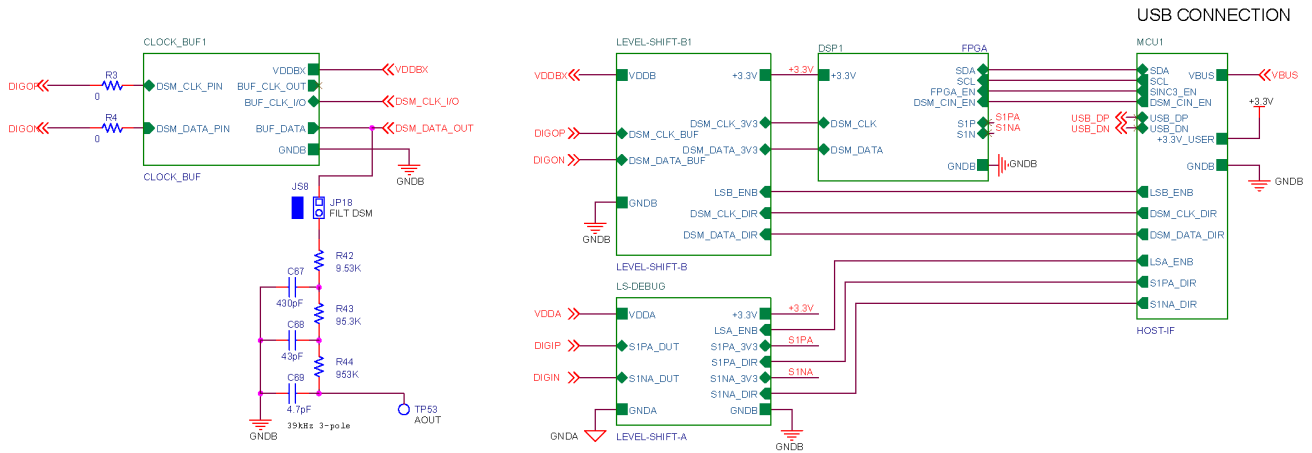 USB CONNECTION
CLOCK_BUF1
VDDBX
VDDBX
DIGOP
R3
0
DSM_CLK_PIN
BUF_CLK_OUT
BUF_CLK_I/O
DSM_CLK_I/O
DIGON
R4
0
DSM_DATA_PIN
BUF_DATA
DSM_DATA_OUT
GNDB
GNDB
CLOCK_BUF
JS8
JP18
FILT DSM
R42
9.53K
C67
430pF
R43
95.3K
C68
43pF
R44
953K
C69
4.7pF
39kHz 3-pole
TP53
AOUT
GNDB
LEVEL-SHIFT-B1
VDDBX
VDDB
+3.3V
+3.3V
DIGOP
DSM_CLK_BUF
DSM_CLK_3V3
DIGON
DSM_DATA_BUF
DSM_DATA_3V3
LSB_ENB
GNDB
DSM_CLK_DIR
DSM_DATA_DIR
GNDB
LEVEL-SHIFT-B
DSP1
FPGA
+3.3V
SDA
SCL
FPGA_EN
DSM_CIN_EN
DSM_CLK
S1P
S1PA
S1N
S1NA
DSM_DATA
GNDB
GNDB
MCU1
SDA
SCL
SINC3_EN
DSM_CIN_EN
VBUS
VBUS
+3.3V
USB_DP
USB_DP
USB_DN
USB_DN
+3.3V_USER
GNDB
GNDB
LSB_ENB
DSM_CLK_DIR
DSM_DATA_DIR
LSA_ENB
S1PA_DIR
S1NA_DIR
HOST-IF
LS-DEBUG
VDDA
VDDA
+3.3V
+3.3V
LSA_ENB
DIGIP
S1PA_DUT
S1PA_3V3
S1PA
S1PA_DIR
DIGIN
S1NA_DUT
S1NA_3V3
S1NA
S1NA_DIR
GNDA
GNDB
GNDA
GNDB
LEVEL-SHIFT-A